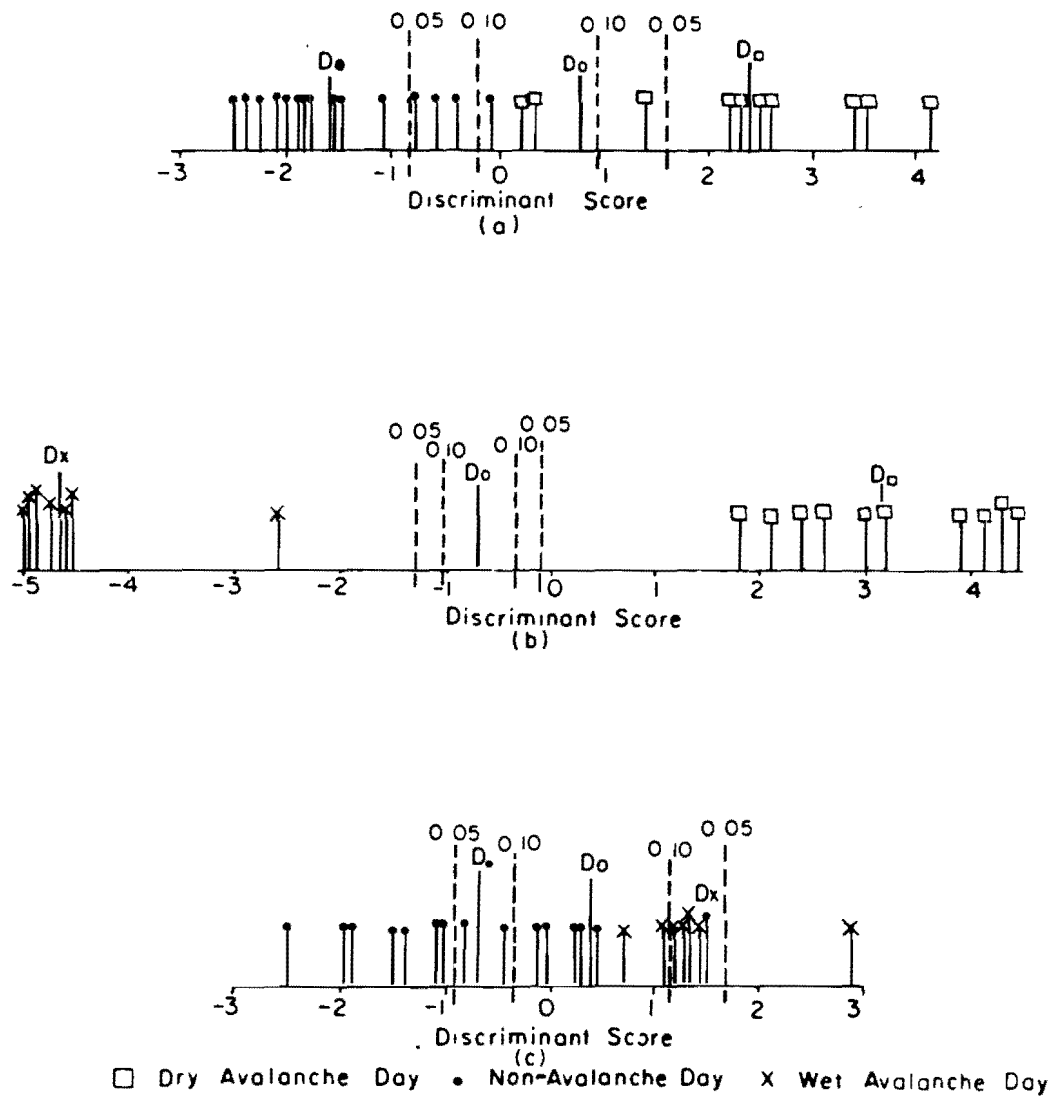 0 05 0 10 0 10 0 05
D● Do D□
-3 -2 -1 0 1 2 3 4
Discriminant Score
(a)
0 05 0 10 0 10 0 05
Dx Do D□
-5 -4 -3 -2 -1 0 1 2 3 4
Discriminant Score
(b)
0 05 0 10 0 10 0 05
D● Do Dx
-3 -2 -1 0 1 2 3
Discriminant Score
(c)
□ Dry Avalanche Day • Non-Avalanche Day x Wet Avalanche Day